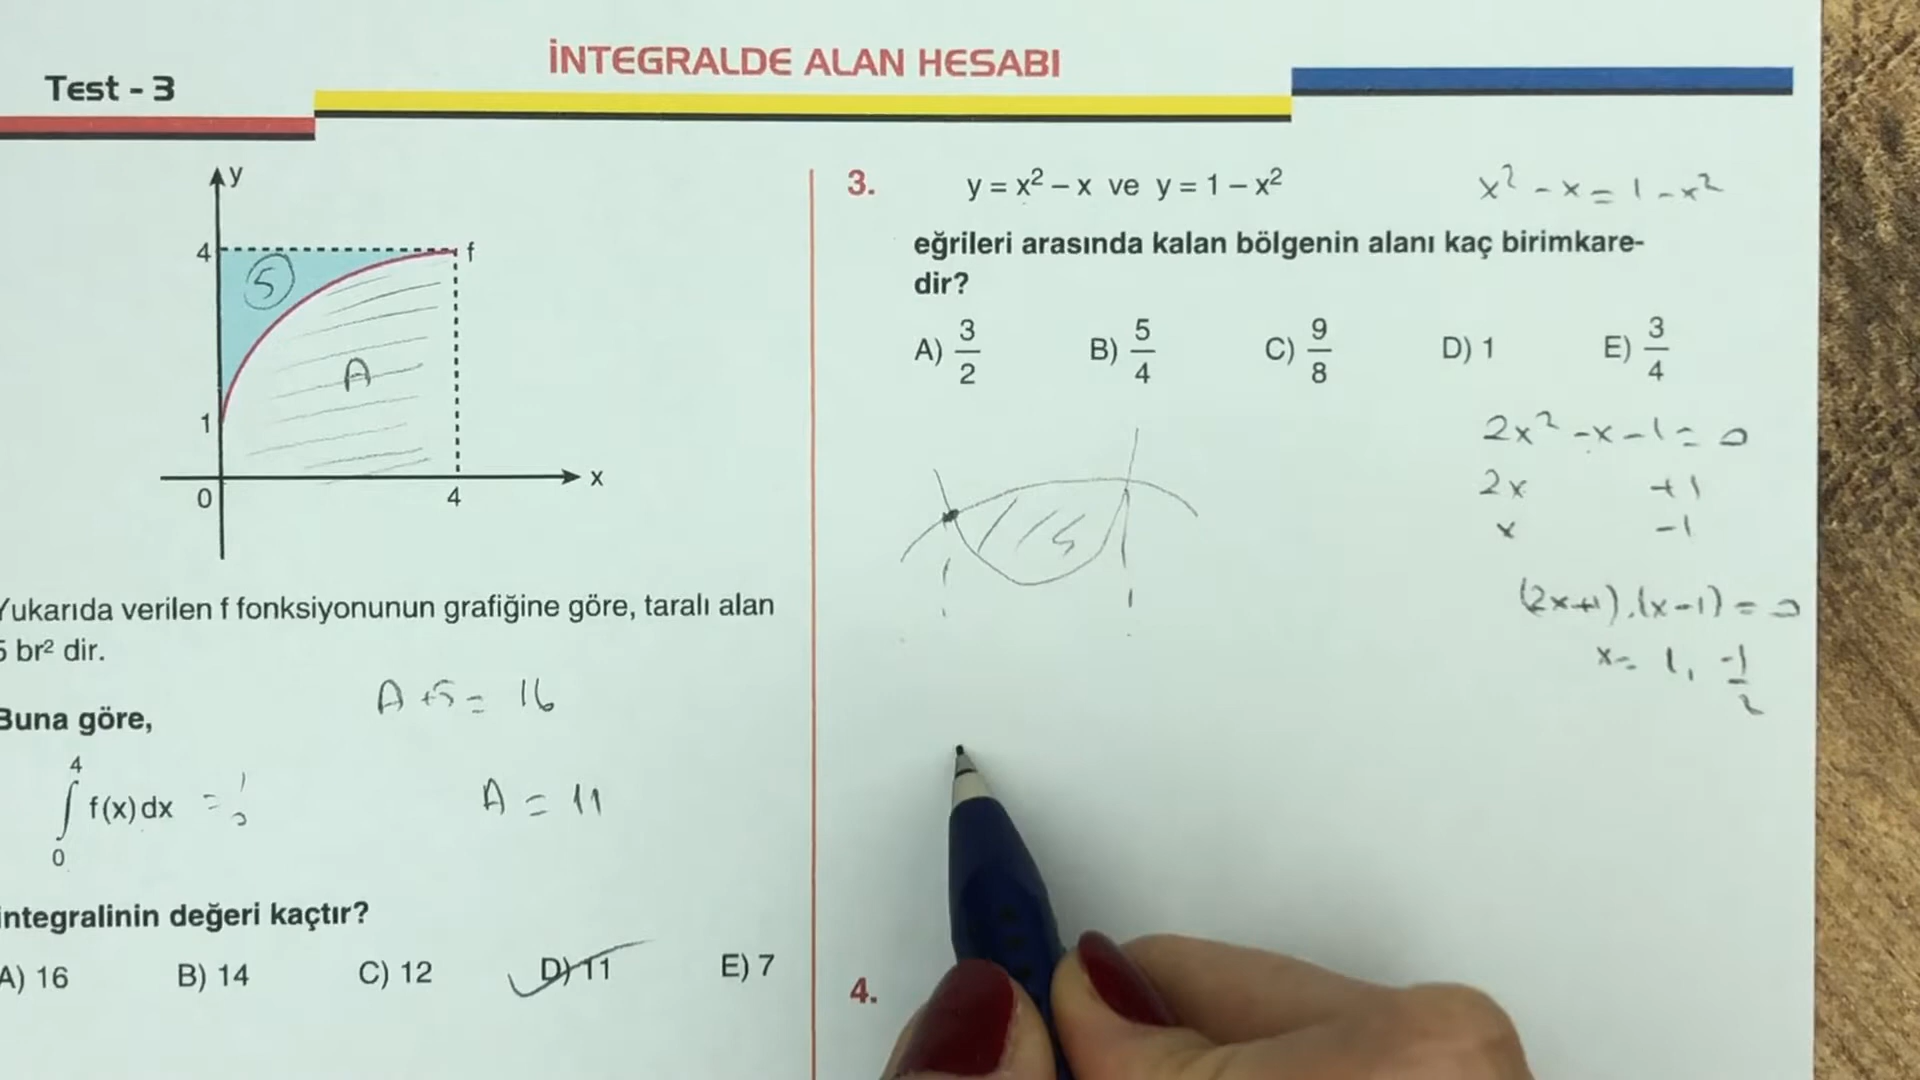 İNTEGRALDE ALAN HESABI
Test - 3
y
4
f
5
A
1
0
4
x
Yukarıda verilen f fonksiyonunun grafiğine göre, taralı alan
5 br² dir.
A + 5 = 16
Buna göre,
4
∫ f(x) dx = ?
0
A = 11
integralinin değeri kaçtır?
A) 16 B) 14 C) 12 D) 11 E) 7
3. y = x² – x ve y = 1 – x²
x² - x = 1 - x²
eğrileri arasında kalan bölgenin alanı kaç birimkare-
dir?
A) 3/2 B) 5/4 C) 9/8 D) 1 E) 3/4
2x² - x - 1 = 0
2x +1
x -1
(2x+1).(x-1) = 0
x = 1, -1/2
4.